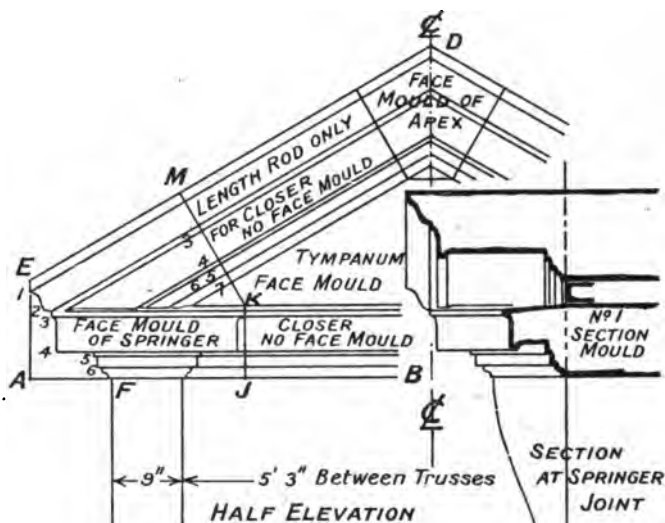 ℄
D
FACE
MOULD OF
APEX
M
LENGTH ROD ONLY
FOR CLOSER
NO FACE MOULD
3
4
5
6
7
TYMPANUM
FACE MOULD
E
1
2
3
K
FACE MOULD
OF SPRINGER
CLOSER
NO FACE MOULD
Nº1
SECTION
MOULD
4
5
6
A
F
J
B
℄
9"
5' 3" Between Trusses
HALF ELEVATION
SECTION
AT SPRINGER
JOINT